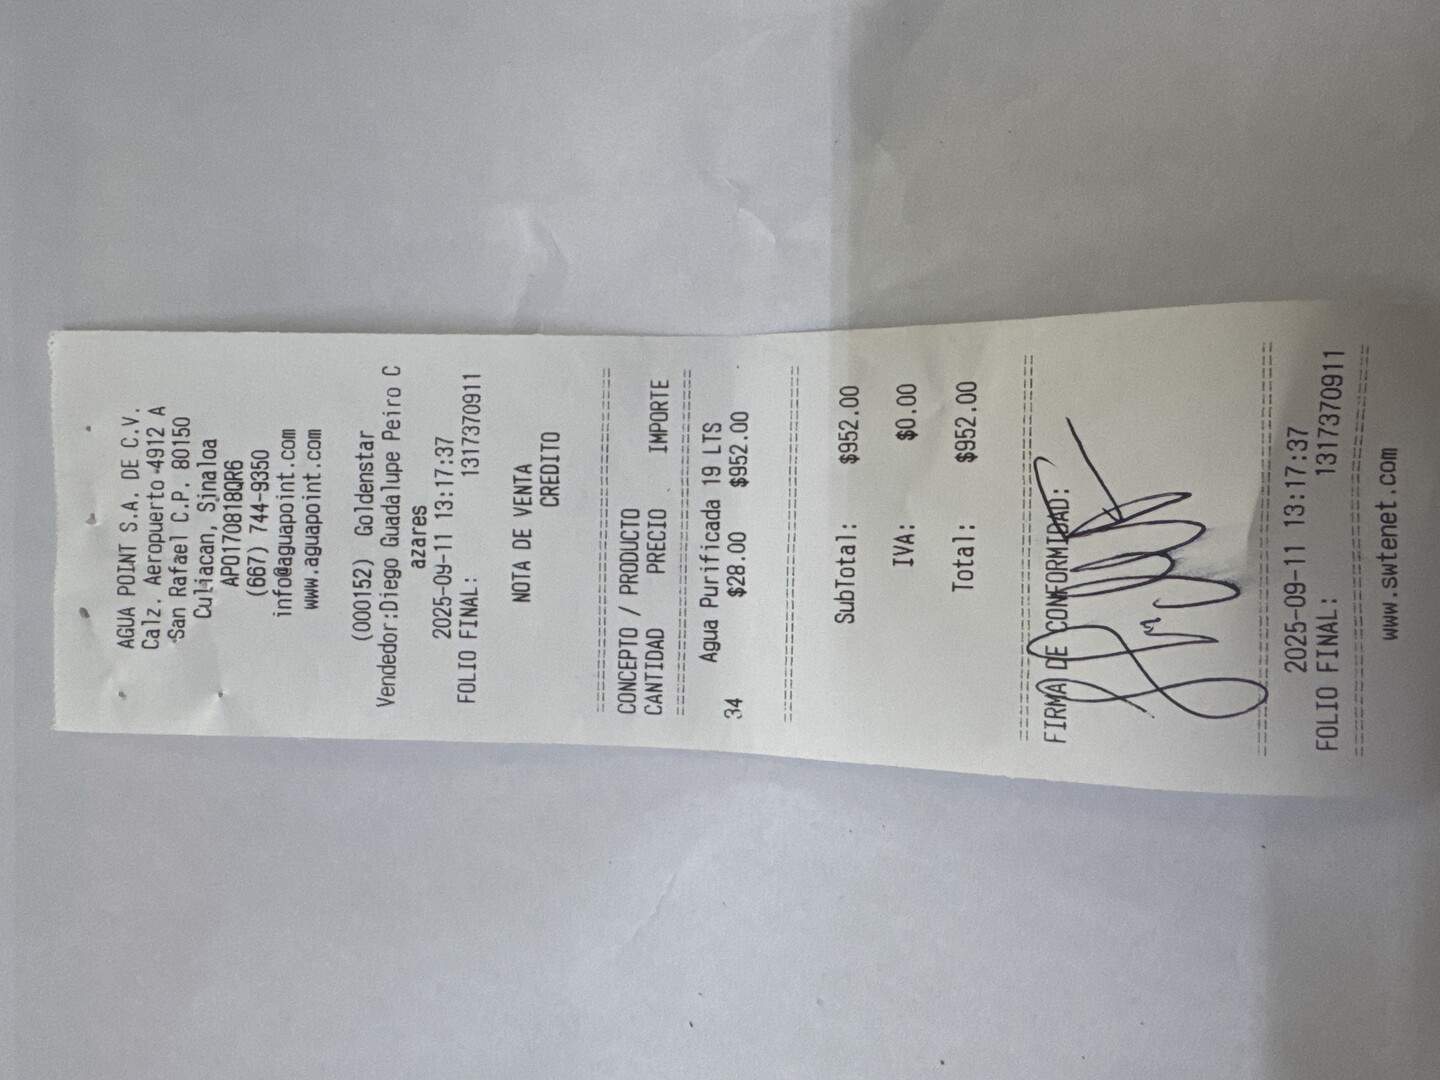 AGUA POINT S.A. DE C.V.
Calz. Aeropuerto 4912 A
San Rafael C.P. 80150
Culiacan, Sinaloa
APO170818QR6
(667) 744-9350
info@aguapoint.com
www.aguapoint.com
(000152) Goldenstar
Vendedor:Diego Guadalupe Peiro C
azares
2025-09-11 13:17:37
FOLIO FINAL: 1317370911
NOTA DE VENTA
CREDITO
CONCEPTO / PRODUCTO
CANTIDAD PRECIO IMPORTE
Agua Purificada 19 LTS
34 $28.00 $952.00
SubTotal: $952.00
IVA: $0.00
Total: $952.00
FIRMA DE CONFORMIDAD:
2025-09-11 13:17:37
FOLIO FINAL: 1317370911
www.swtenet.com